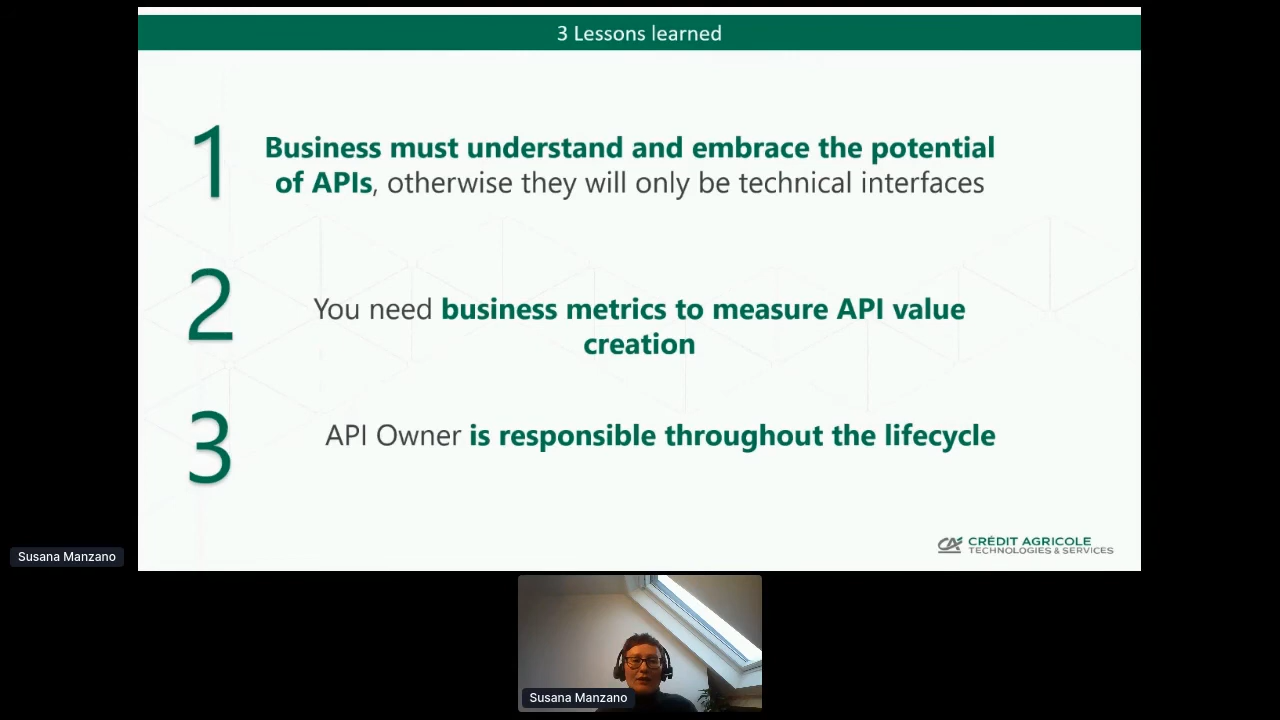 3 Lessons learned
1
Business must understand and embrace the potential
of APIs, otherwise they will only be technical interfaces
2
You need business metrics to measure API value
creation
3
API Owner is responsible throughout the lifecycle
CRÉDIT AGRICOLE
TECHNOLOGIES & SERVICES
Susana Manzano
Susana Manzano